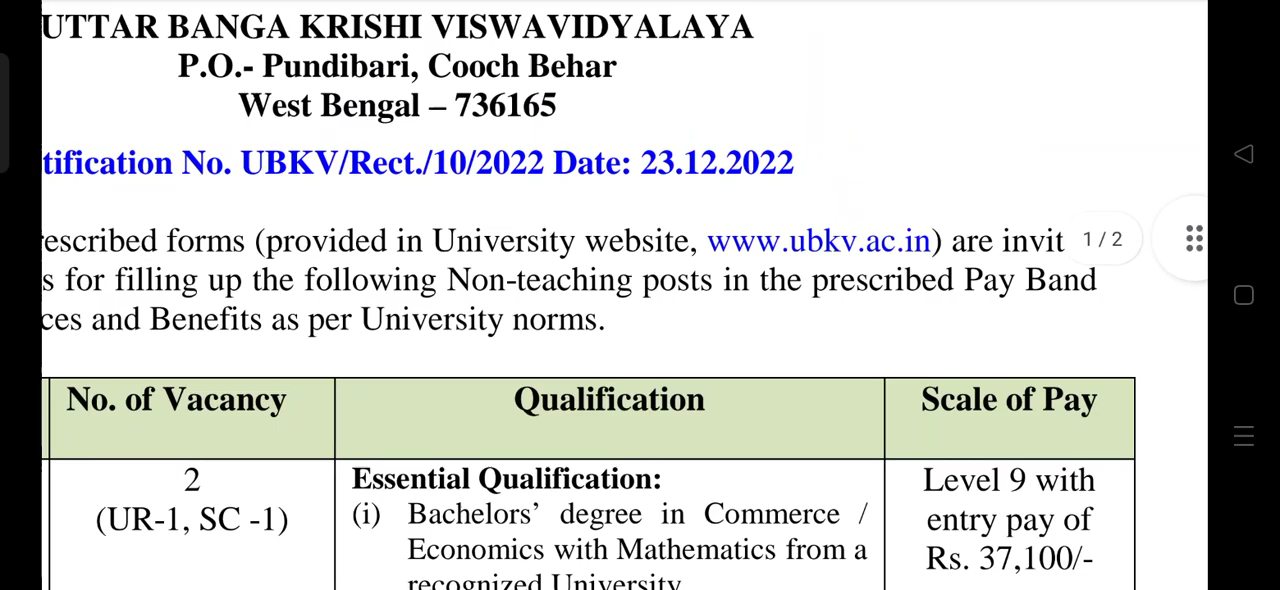 UTTAR BANGA KRISHI VISWAVIDYALAYA
P.O.- Pundibari, Cooch Behar
West Bengal – 736165
tification No. UBKV/Rect./10/2022 Date: 23.12.2022
rescribed forms (provided in University website, www.ubkv.ac.in) are invit
1 / 2
s for filling up the following Non-teaching posts in the prescribed Pay Band
ces and Benefits as per University norms.
No. of Vacancy Qualification Scale of Pay
2
(UR-1, SC -1)
Essential Qualification:
(i) Bachelors’ degree in Commerce /
Economics with Mathematics from a
recognized University
Level 9 with
entry pay of
Rs. 37,100/-